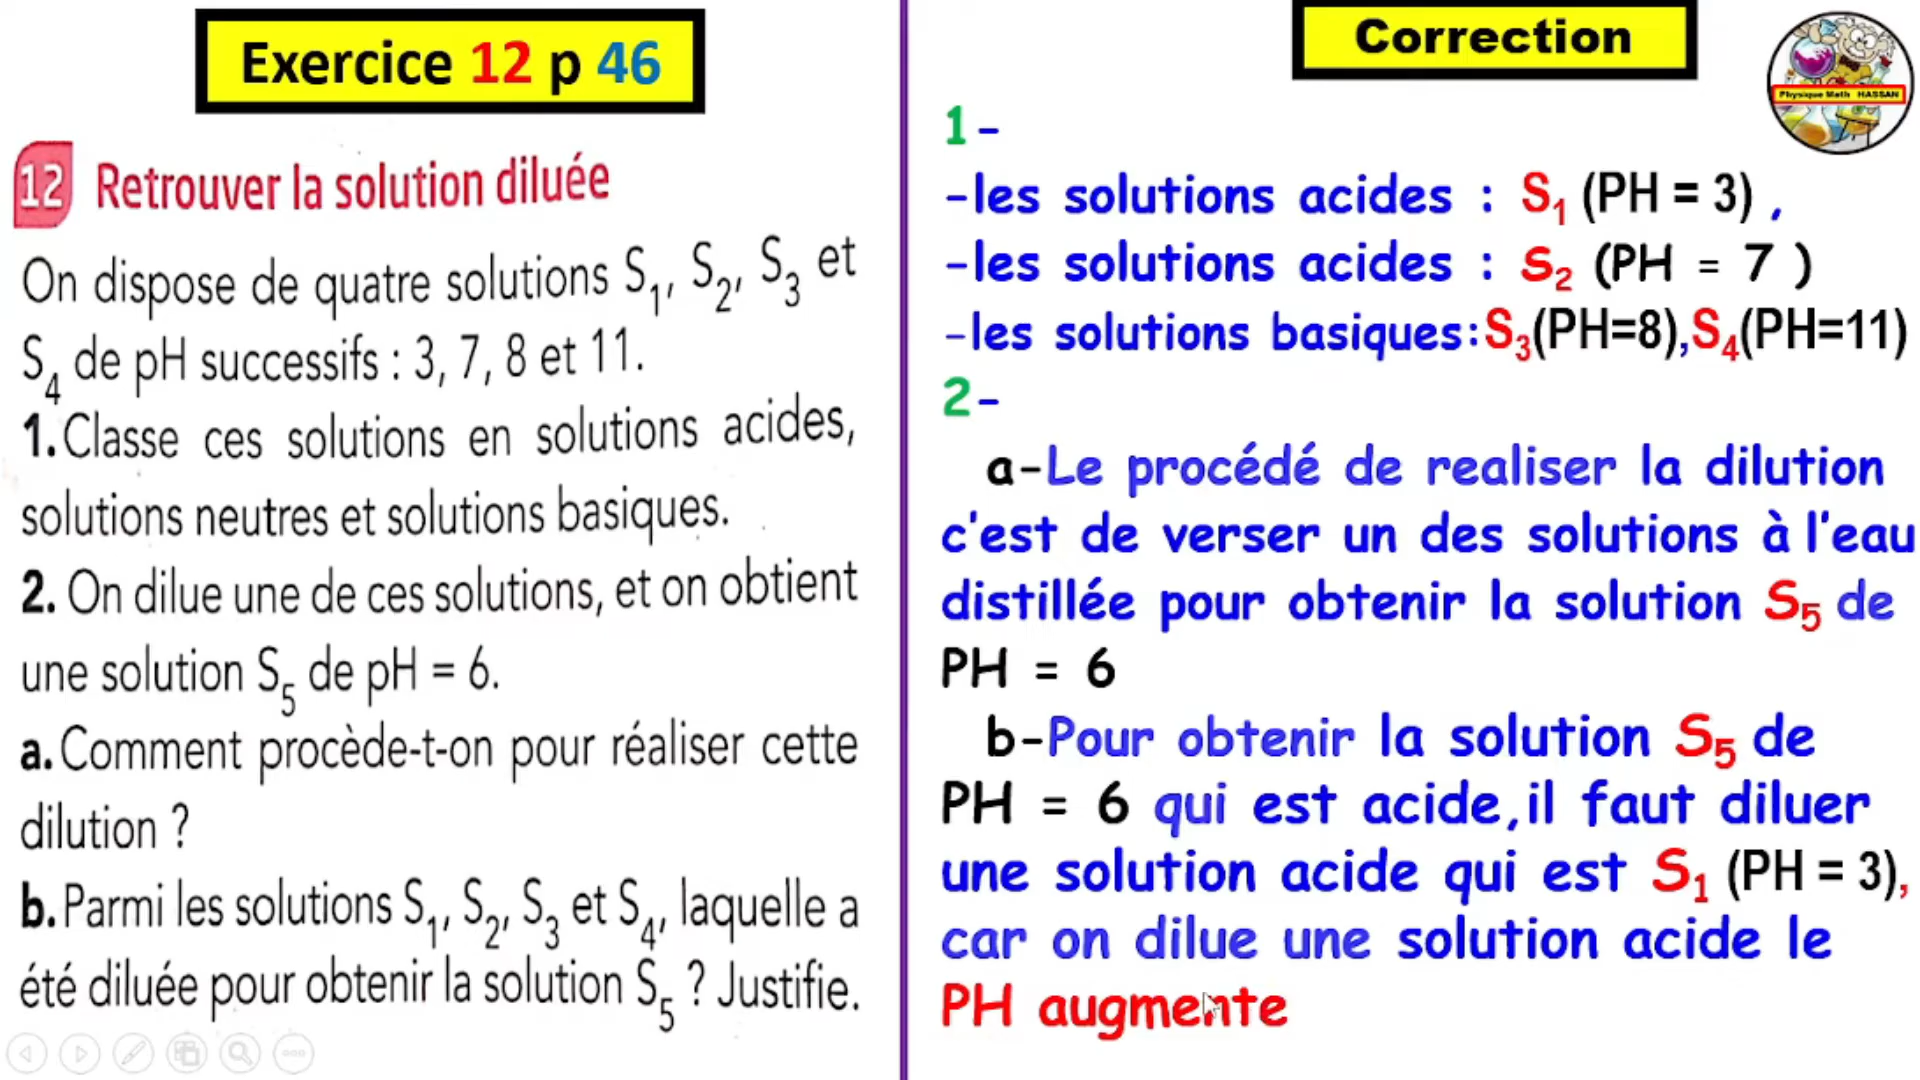 Exercice 12 p 46
12 Retrouver la solution diluée
On dispose de quatre solutions S1, S2, S3 et
S4 de pH successifs : 3, 7, 8 et 11.
1. Classe ces solutions en solutions acides,
solutions neutres et solutions basiques.
2. On dilue une de ces solutions, et on obtient
une solution S5 de pH = 6.
a. Comment procède-t-on pour réaliser cette
dilution ?
b. Parmi les solutions S1, S2, S3 et S4, laquelle a
été diluée pour obtenir la solution S5 ? Justifie.
Correction
Physique Math HASSAN
1-
-les solutions acides : S1 (PH = 3) ,
-les solutions acides : S2 (PH = 7 )
-les solutions basiques:S3(PH=8),S4(PH=11)
2-
a-Le procédé de realiser la dilution
c'est de verser un des solutions à l'eau
distillée pour obtenir la solution S5 de
PH = 6
b-Pour obtenir la solution S5 de
PH = 6 qui est acide,il faut diluer
une solution acide qui est S1 (PH = 3),
car on dilue une solution acide le
PH augmente